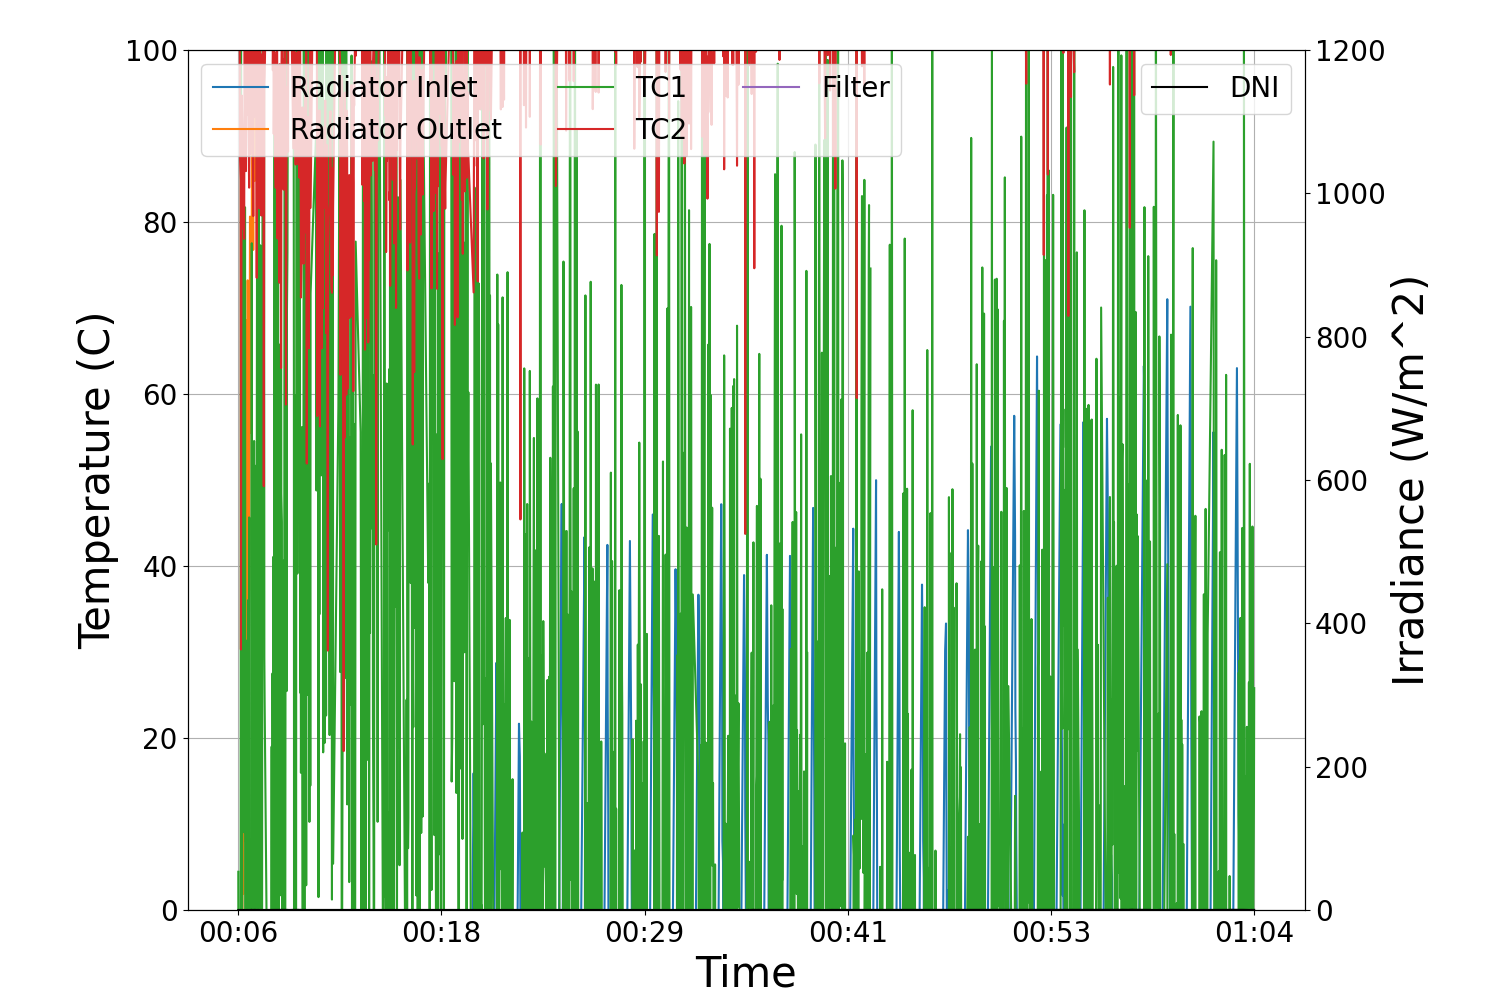 100
80
60
40
20
0
Temperature (C)
Radiator Inlet
Radiator Outlet
TC1
TC2
Filter
DNI
1200
1000
800
600
400
200
0
Irradiance (W/m^2)
00:06 00:18 00:29 00:41 00:53 01:04
Time